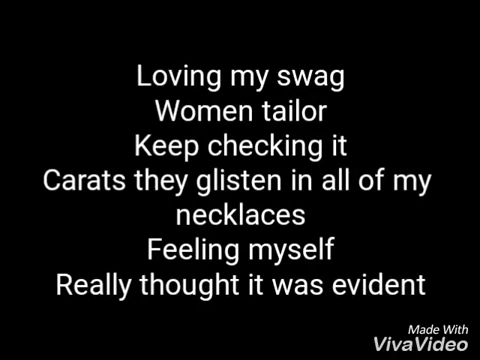 Loving my swag
Women tailor
Keep checking it
Carats they glisten in all of my
necklaces
Feeling myself
Really thought it was evident
Made With
VivaVideo